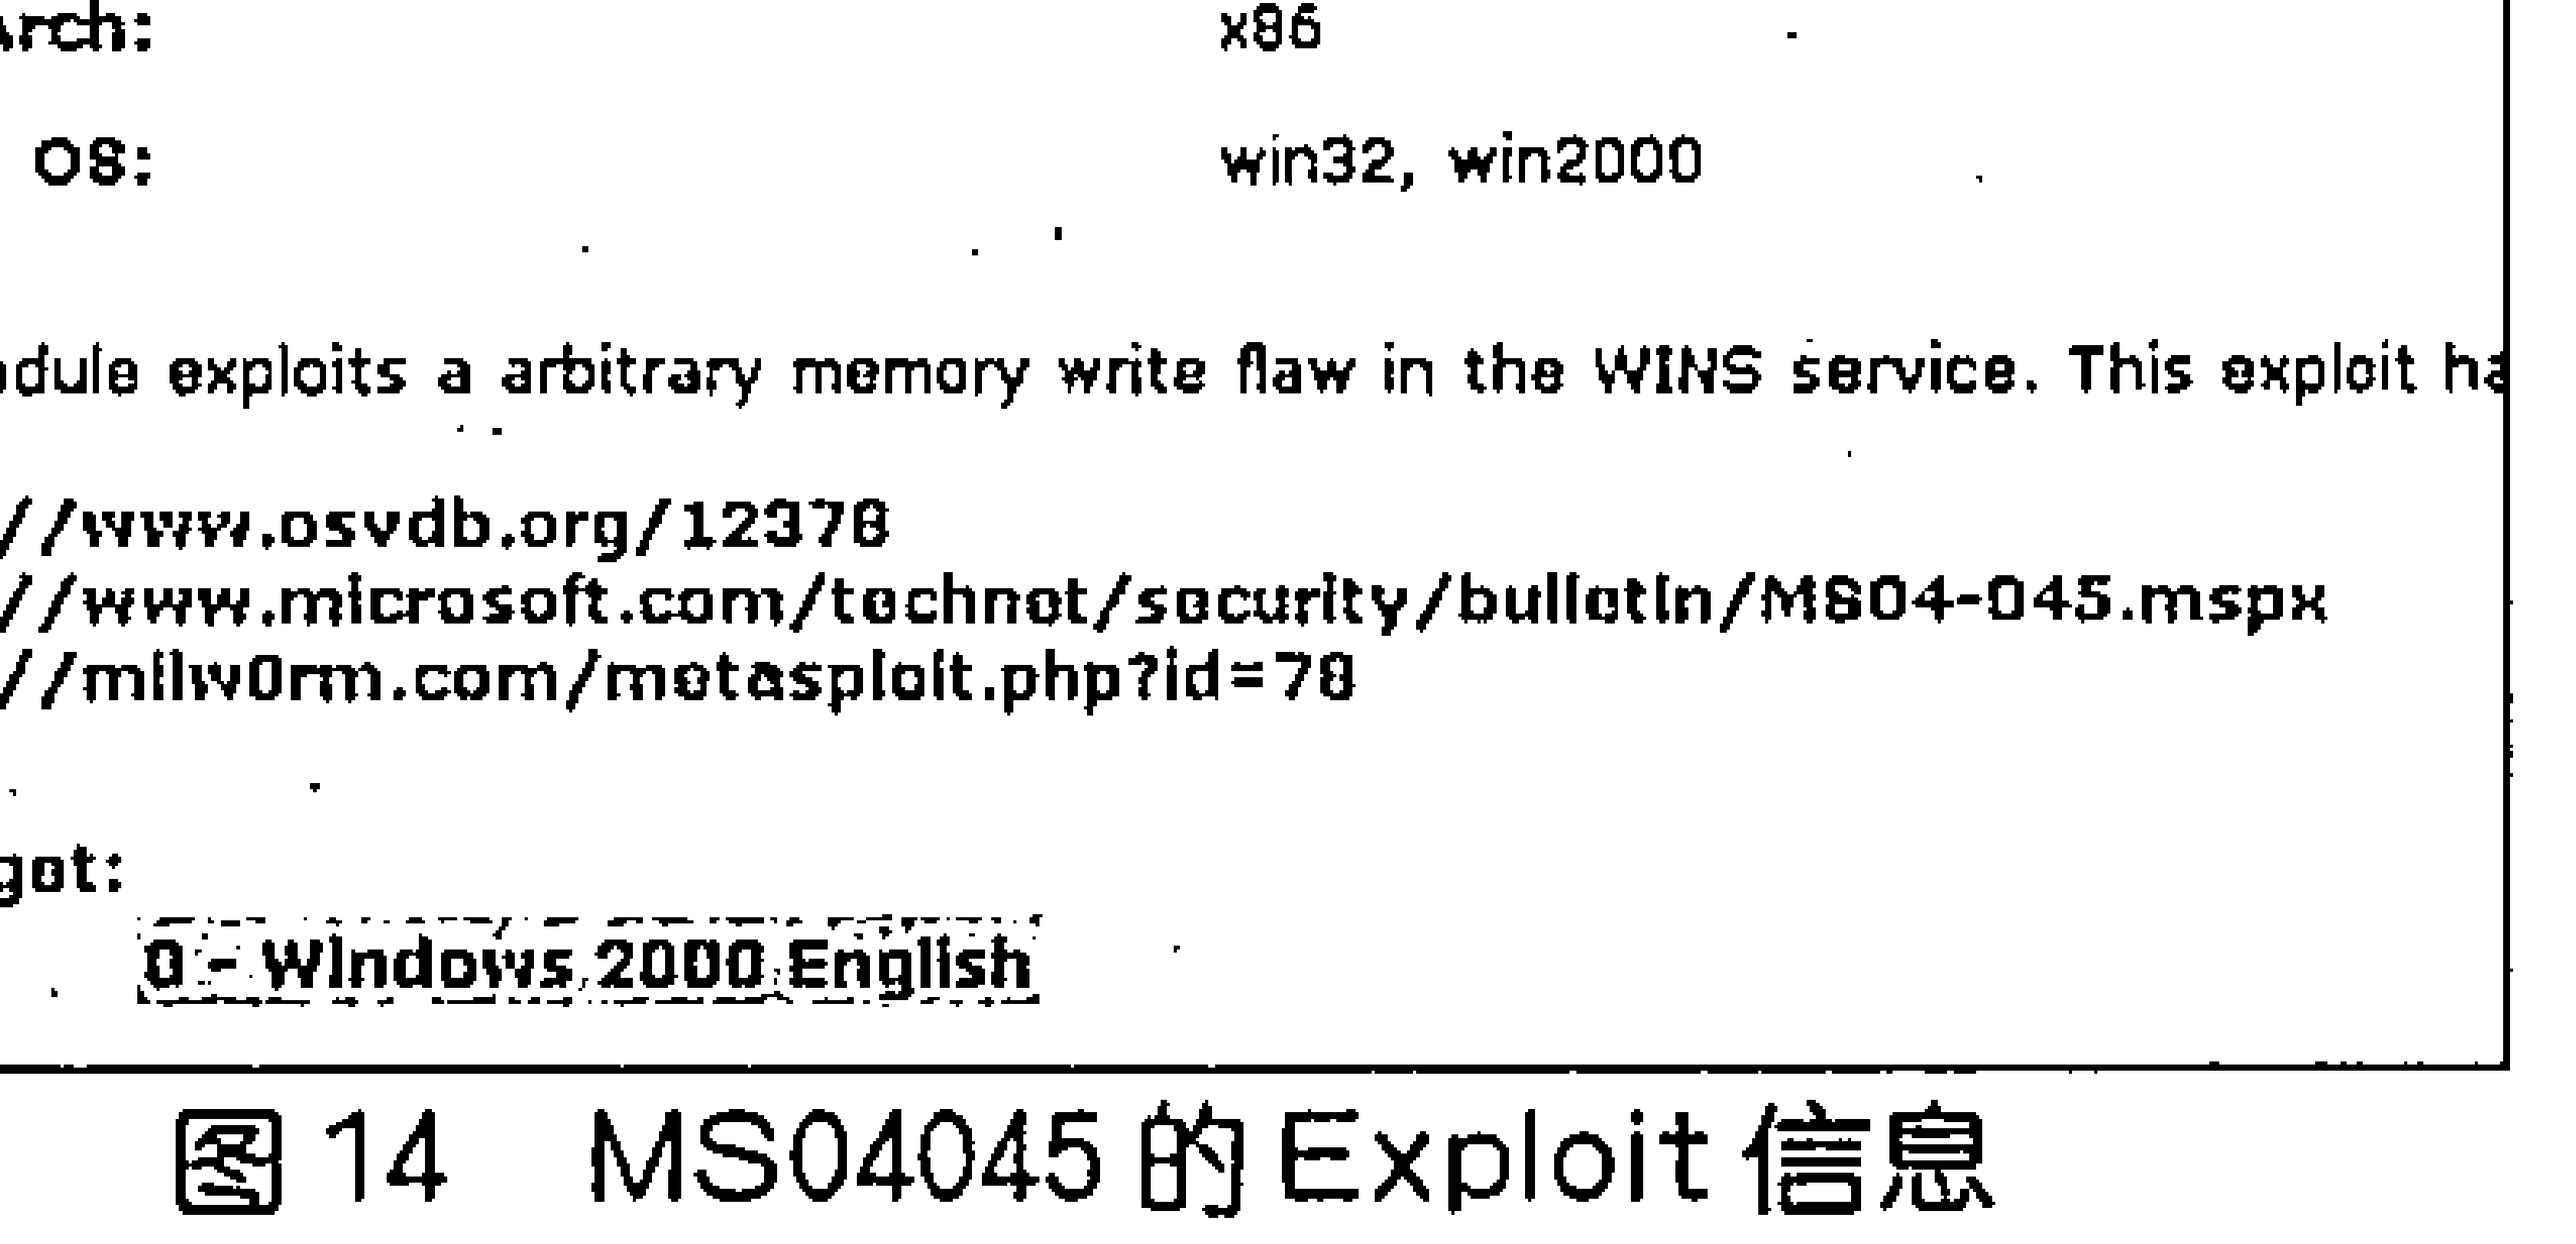 Arch: x86
OS: win32, win2000
dule exploits a arbitrary memory write flaw in the WINS service. This exploit ha
//www.osvdb.org/12378
//www.microsoft.com/technet/security/bulletin/MS04-045.mspx
//milw0rm.com/metasploit.php?id=78
get:
0 - Windows 2000 English
图 14 MS04045 的 Exploit 信息